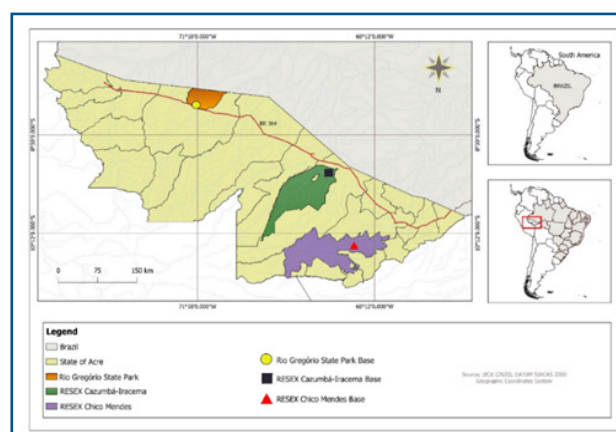 71°18'0.000"W
68°12'0.000"W
South America
BRAZIL
N
BR 364
0 75 150 km
71°18'0.000"W
68°12'0.000"W
Legend
Brazil
State of Acre
Rio Gregório State Park
RESEX Cazumbá-Iracema
RESEX Chico Mendes
Rio Gregório State Park Base
RESEX Cazumbá-Iracema Base
RESEX Chico Mendes Base
Geographic Coordinates System